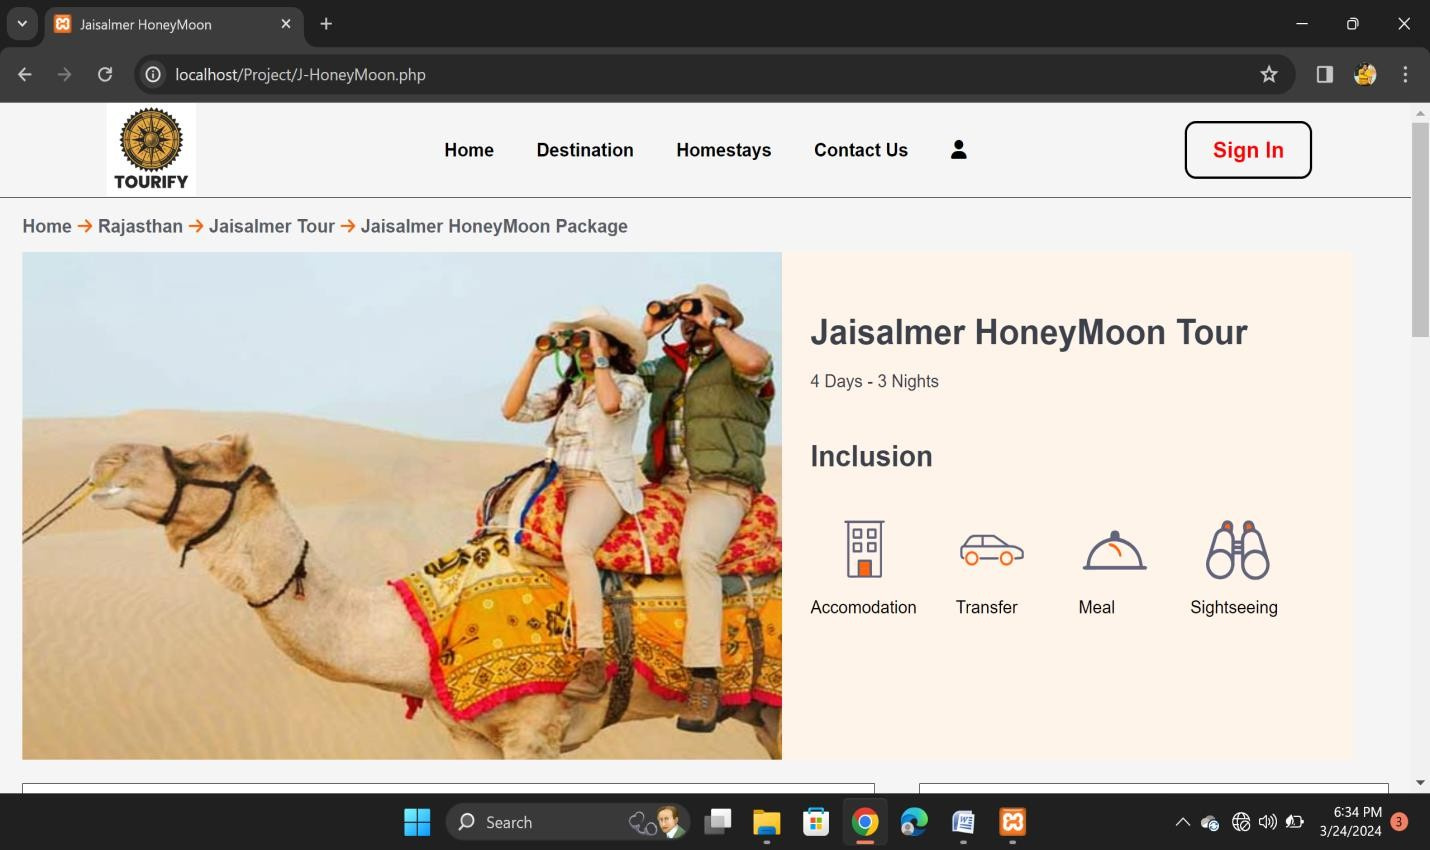 Jaisalmer HoneyMoon
localhost/Project/J-HoneyMoon.php
TOURIFY
Home Destination Homestays Contact Us
Sign In
Home → Rajasthan → Jaisalmer Tour → Jaisalmer HoneyMoon Package
Jaisalmer HoneyMoon Tour
4 Days - 3 Nights
Inclusion
Accomodation Transfer Meal Sightseeing
Search
6:34 PM
3/24/2024
3